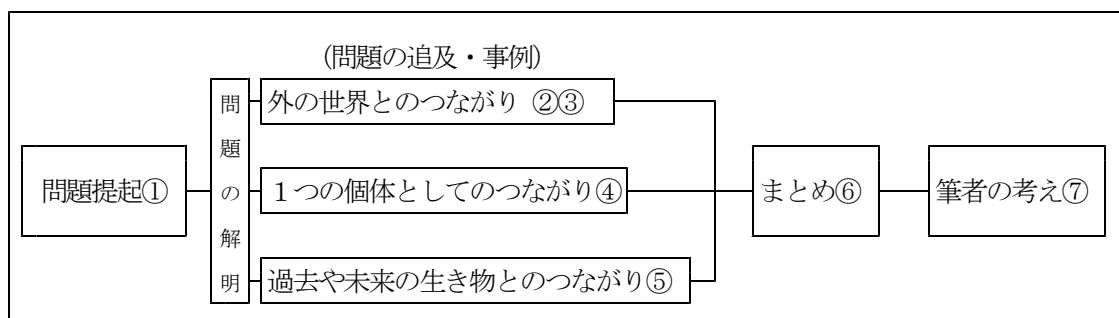 (問題の追及・事例)
問題提起①
問題の解明
外の世界とのつながり ②③
１つの個体としてのつながり④
過去や未来の生き物とのつながり⑤
まとめ⑥
筆者の考え⑦